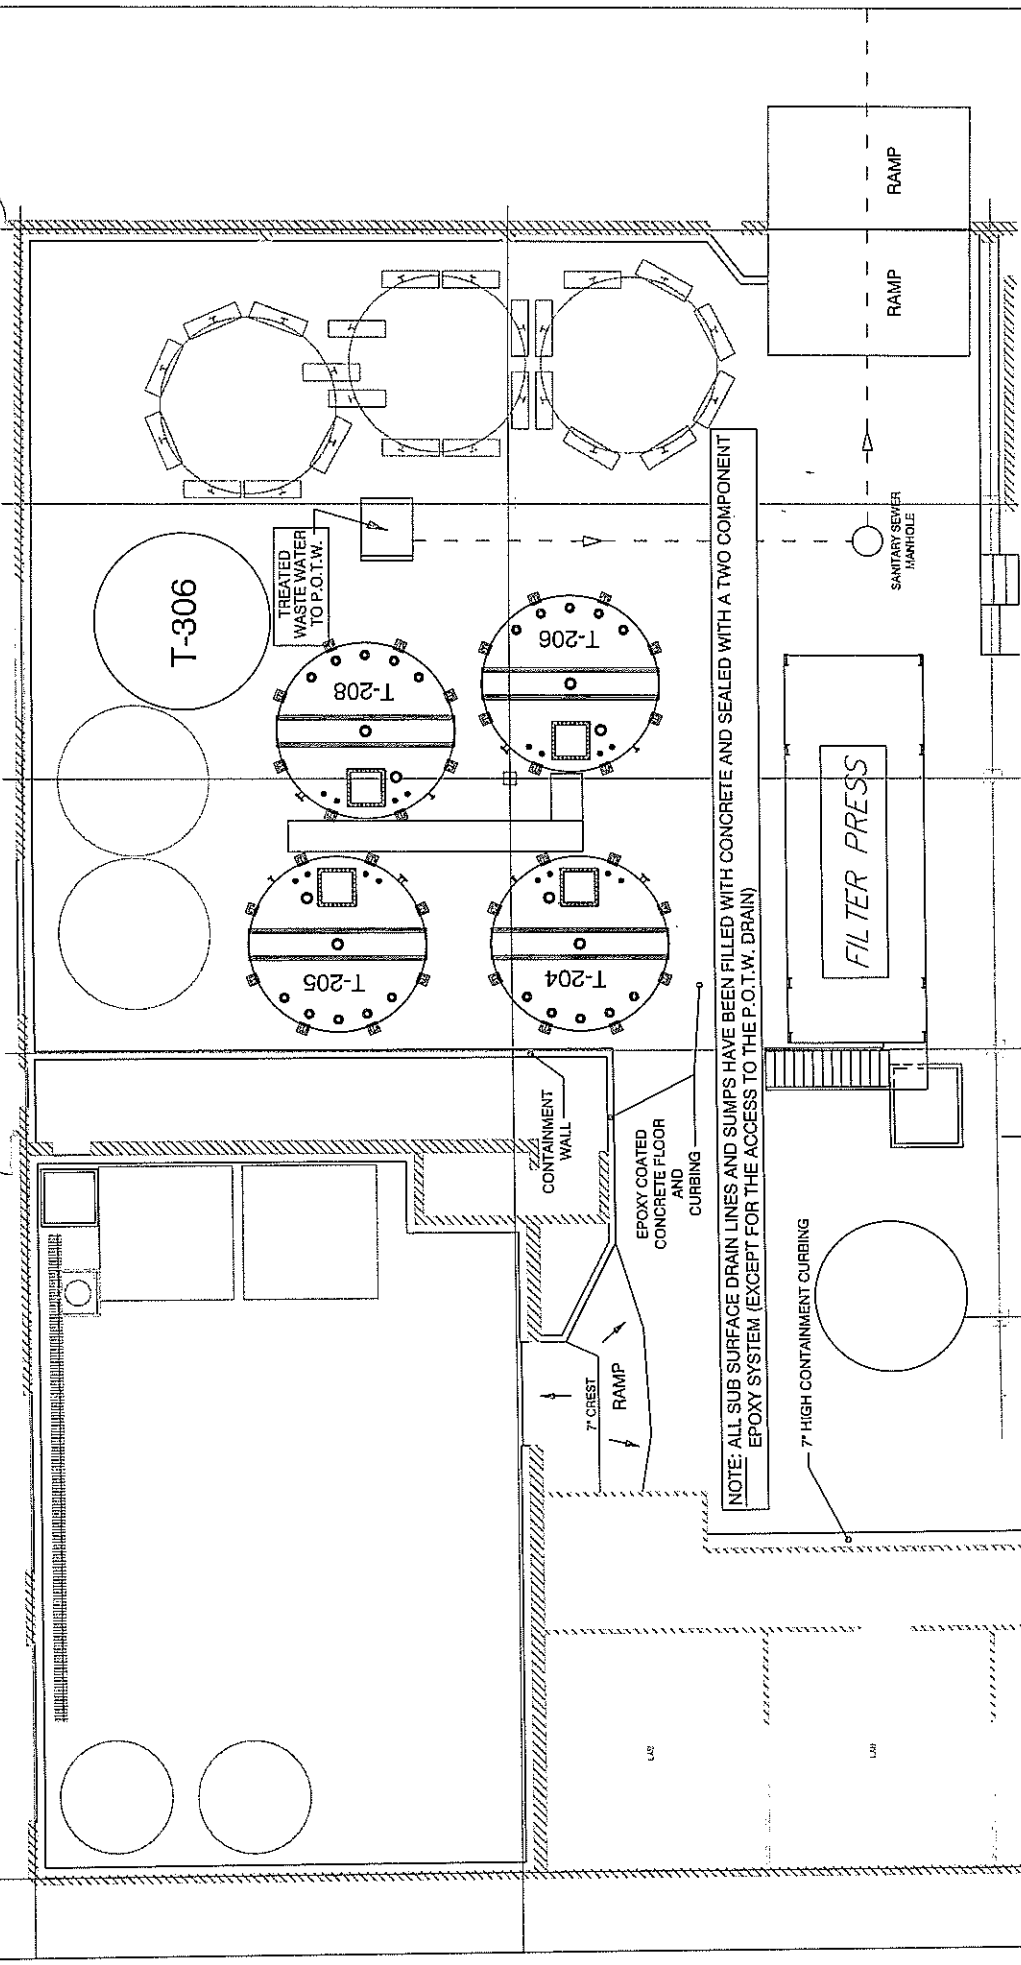 T-306
TREATED
WASTE WATER
TO P.O.T.W.
T-208
T-206
T-205
T-204
RAMP
RAMP
SANITARY SEWER
MANHOLE
FILTER PRESS
CONTAINMENT
WALL
EPOXY COATED
CONCRETE FLOOR
AND
CURBING
NOTE: ALL SUB SURFACE DRAIN LINES AND SUMPS HAVE BEEN FILLED WITH CONCRETE AND SEALED WITH A TWO COMPONENT
EPOXY SYSTEM (EXCEPT FOR THE ACCESS TO THE P.O.T.W. DRAIN)
7" CREST
RAMP
7" HIGH CONTAINMENT CURBING
LAB
LAB